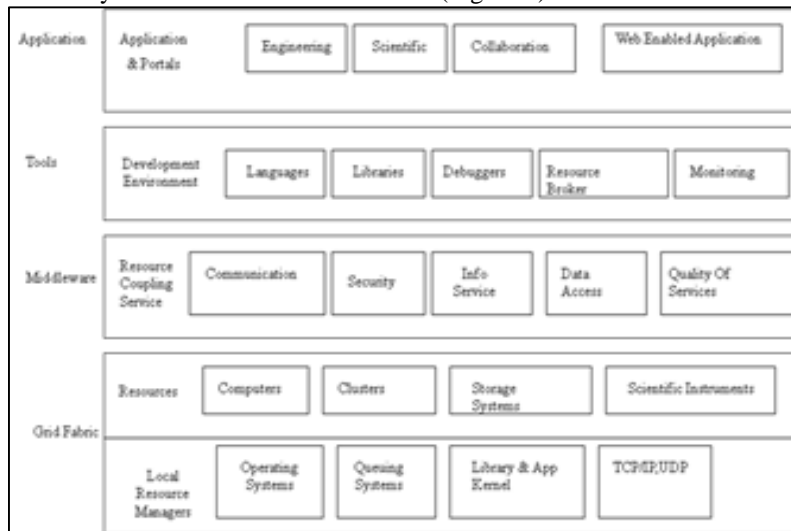 Application
Application
& Portals
Engineering
Scientific
Collaboration
Web Enabled Application
Tools
Development
Environment
Languages
Libraries
Debuggers
Resource
Broker
Monitoring
Middleware
Resource
Coupling
Service
Communication
Security
Info
Service
Data
Access
Quality Of
Services
Grid Fabric
Resources
Computers
Clusters
Storage
Systems
Scientific Instruments
Local
Resource
Managers
Operating
Systems
Queuing
Systems
Library & App
Kernel
TCP/IP,UDP